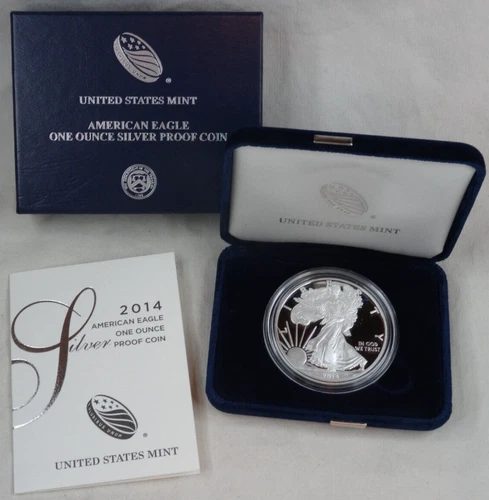 UNITED STATES MINT
AMERICAN EAGLE
ONE OUNCE SILVER PROOF COIN
UNITED STATES MINT
IN GOD
WE TRUST
2014
AMERICAN EAGLE
ONE OUNCE
Silver PROOF COIN
UNITED STATES MINT